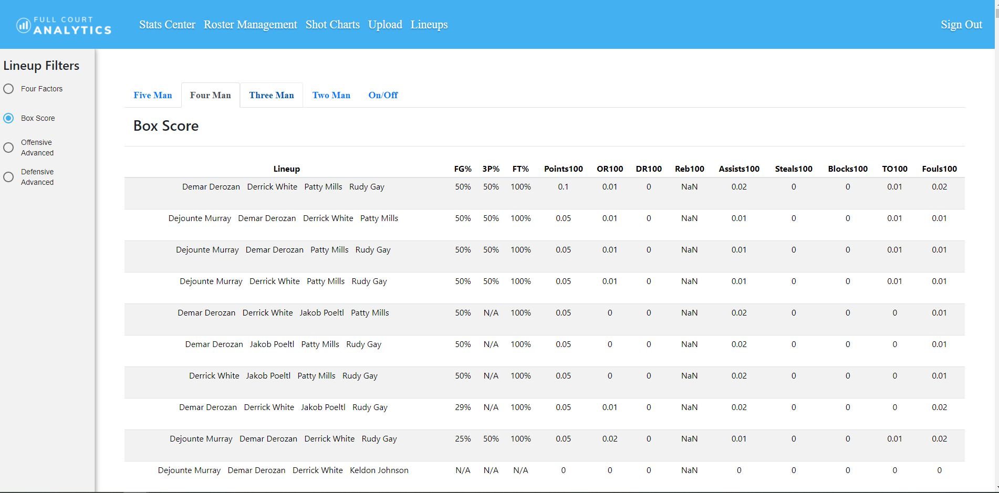 FULL COURT
ANALYTICS
Stats Center Roster Management Shot Charts Upload Lineups
Sign Out
Lineup Filters
Four Factors
Box Score
Offensive
Advanced
Defensive
Advanced
Five Man Four Man Three Man Two Man On/Off
Box Score
Lineup FG% 3P% FT% Points100 OR100 DR100 Reb100 Assists100 Steals100 Blocks100 TO100 Fouls100
Demar Derozan Derrick White Patty Mills Rudy Gay 50% 50% 100% 0.1 0.01 0 NaN 0.02 0 0 0.01 0.02
Dejounte Murray Demar Derozan Derrick White Patty Mills 50% 50% 100% 0.05 0.01 0 NaN 0.01 0 0 0.01 0.01
Dejounte Murray Demar Derozan Patty Mills Rudy Gay 50% 50% 100% 0.05 0.01 0 NaN 0.01 0 0 0.01 0.01
Dejounte Murray Derrick White Patty Mills Rudy Gay 50% 50% 100% 0.05 0.01 0 NaN 0.01 0 0 0.01 0.01
Demar Derozan Derrick White Jakob Poeltl Patty Mills 50% N/A 100% 0.05 0 0 NaN 0.02 0 0 0 0.01
Demar Derozan Jakob Poeltl Patty Mills Rudy Gay 50% N/A 100% 0.05 0 0 NaN 0.02 0 0 0 0.01
Derrick White Jakob Poeltl Patty Mills Rudy Gay 50% N/A 100% 0.05 0 0 NaN 0.02 0 0 0 0.01
Demar Derozan Derrick White Jakob Poeltl Rudy Gay 29% N/A 100% 0.05 0.01 0 NaN 0.02 0 0 0 0.02
Dejounte Murray Demar Derozan Derrick White Rudy Gay 25% 50% 100% 0.05 0.02 0 NaN 0.01 0 0 0.01 0.02
Dejounte Murray Demar Derozan Derrick White Keldon Johnson N/A N/A N/A 0 0 0 NaN 0 0 0 0 0